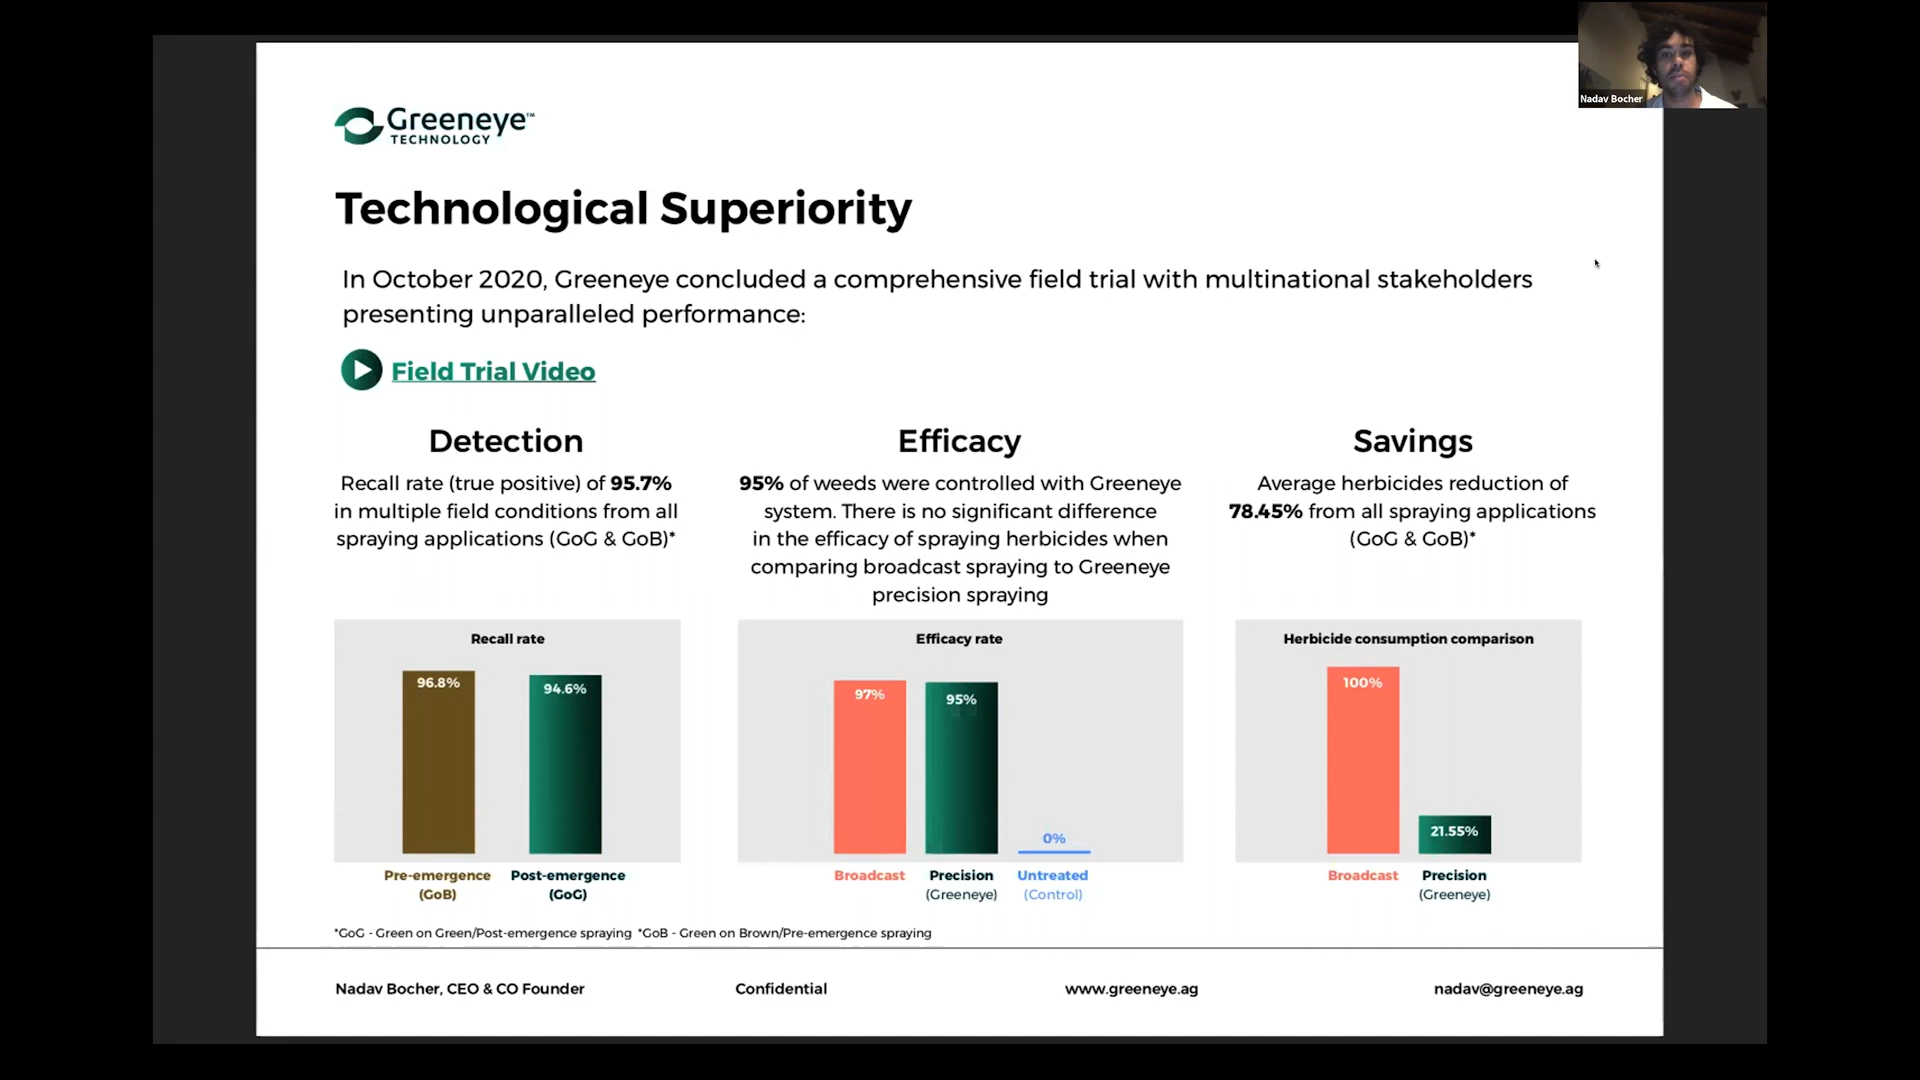 Nadav Bocher
Greeneye™
TECHNOLOGY
Technological Superiority
In October 2020, Greeneye concluded a comprehensive field trial with multinational stakeholders
presenting unparalleled performance:
Field Trial Video
Detection
Recall rate (true positive) of 95.7%
in multiple field conditions from all
spraying applications (GoG & GoB)*
Efficacy
95% of weeds were controlled with Greeneye
system. There is no significant difference
in the efficacy of spraying herbicides when
comparing broadcast spraying to Greeneye
precision spraying
Savings
Average herbicides reduction of
78.45% from all spraying applications
(GoG & GoB)*
Recall rate
96.8%
94.6%
Pre-emergence
(GoB)
Post-emergence
(GoG)
Efficacy rate
97%
95%
0%
Broadcast
Precision
(Greeneye)
Untreated
(Control)
Herbicide consumption comparison
100%
21.55%
Broadcast
Precision
(Greeneye)
*GoG - Green on Green/Post-emergence spraying *GoB - Green on Brown/Pre-emergence spraying
Nadav Bocher, CEO & CO Founder
Confidential
www.greeneye.ag
nadav@greeneye.ag